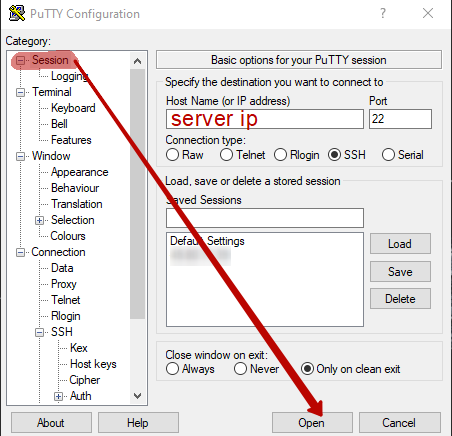 PuTTY Configuration
Category:
Session
Logging
Terminal
Keyboard
Bell
Features
Window
Appearance
Behaviour
Translation
Selection
Colours
Connection
Data
Proxy
Telnet
Rlogin
SSH
Kex
Host keys
Cipher
Auth
Basic options for your PuTTY session
Specify the destination you want to connect to
Host Name (or IP address) Port
server ip 22
Connection type:
Raw Telnet Rlogin SSH Serial
Load, save or delete a stored session
Saved Sessions
Default Settings
Load
Save
Delete
Close window on exit:
Always Never Only on clean exit
About Help Open Cancel